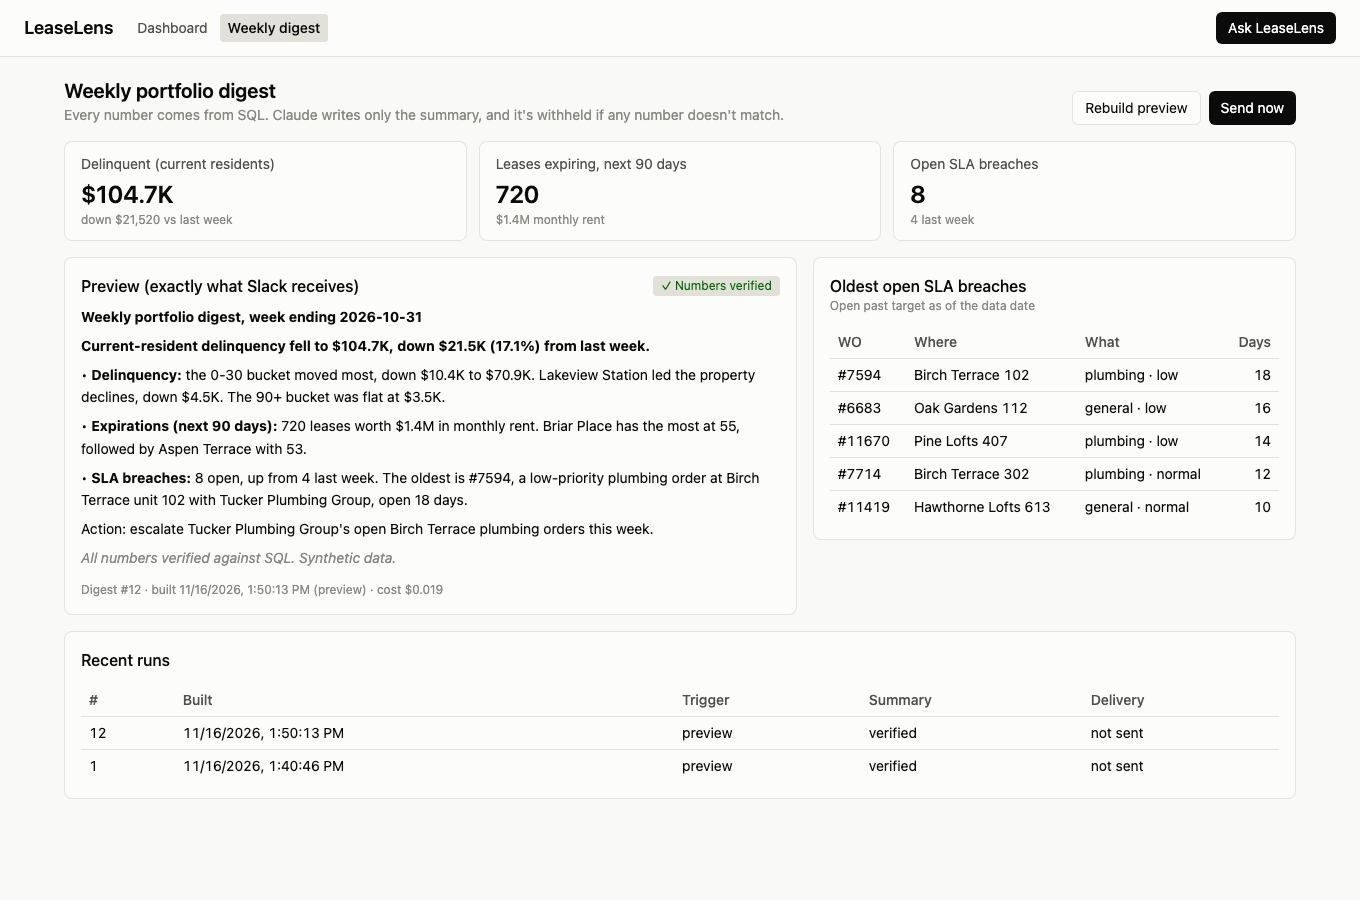 LeaseLens Dashboard Weekly digest Ask LeaseLens
Weekly portfolio digest
Every number comes from SQL. Claude writes only the summary, and it's withheld if any number doesn't match.
Rebuild preview Send now
Delinquent (current residents)
$104.7K
down $21,520 vs last week
Leases expiring, next 90 days
720
$1.4M monthly rent
Open SLA breaches
8
4 last week
Preview (exactly what Slack receives)
✓ Numbers verified
Weekly portfolio digest, week ending 2026-10-31
Current-resident delinquency fell to $104.7K, down $21.5K (17.1%) from last week.
• Delinquency: the 0-30 bucket moved most, down $10.4K to $70.9K. Lakeview Station led the property
declines, down $4.5K. The 90+ bucket was flat at $3.5K.
• Expirations (next 90 days): 720 leases worth $1.4M in monthly rent. Briar Place has the most at 55,
followed by Aspen Terrace with 53.
• SLA breaches: 8 open, up from 4 last week. The oldest is #7594, a low-priority plumbing order at Birch
Terrace unit 102 with Tucker Plumbing Group, open 18 days.
Action: escalate Tucker Plumbing Group's open Birch Terrace plumbing orders this week.
All numbers verified against SQL. Synthetic data.
Digest #12 · built 11/16/2026, 1:50:13 PM (preview) · cost $0.019
Oldest open SLA breaches
Open past target as of the data date
WO Where What Days
#7594 Birch Terrace 102 plumbing · low 18
#6683 Oak Gardens 112 general · low 16
#11670 Pine Lofts 407 plumbing · low 14
#7714 Birch Terrace 302 plumbing · normal 12
#11419 Hawthorne Lofts 613 general · normal 10
Recent runs
# Built Trigger Summary Delivery
12 11/16/2026, 1:50:13 PM preview verified not sent
1 11/16/2026, 1:40:46 PM preview verified not sent